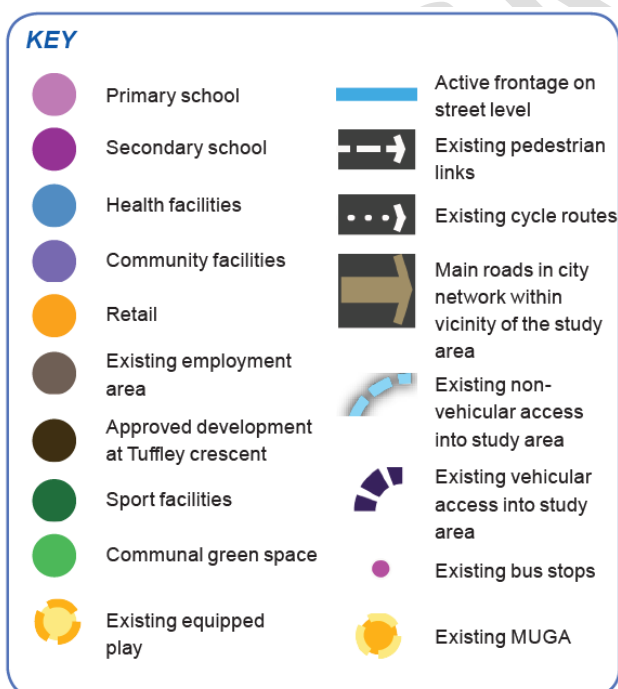 KEY
Primary school
Secondary school
Health facilities
Community facilities
Retail
Existing employment
area
Approved development
at Tuffley crescent
Sport facilities
Communal green space
Existing equipped
play
Active frontage on
street level
Existing pedestrian
links
Existing cycle routes
Main roads in city
network within
vicinity of the study
area
Existing non-
vehicular access
into study area
Existing vehicular
access into study
area
Existing bus stops
Existing MUGA